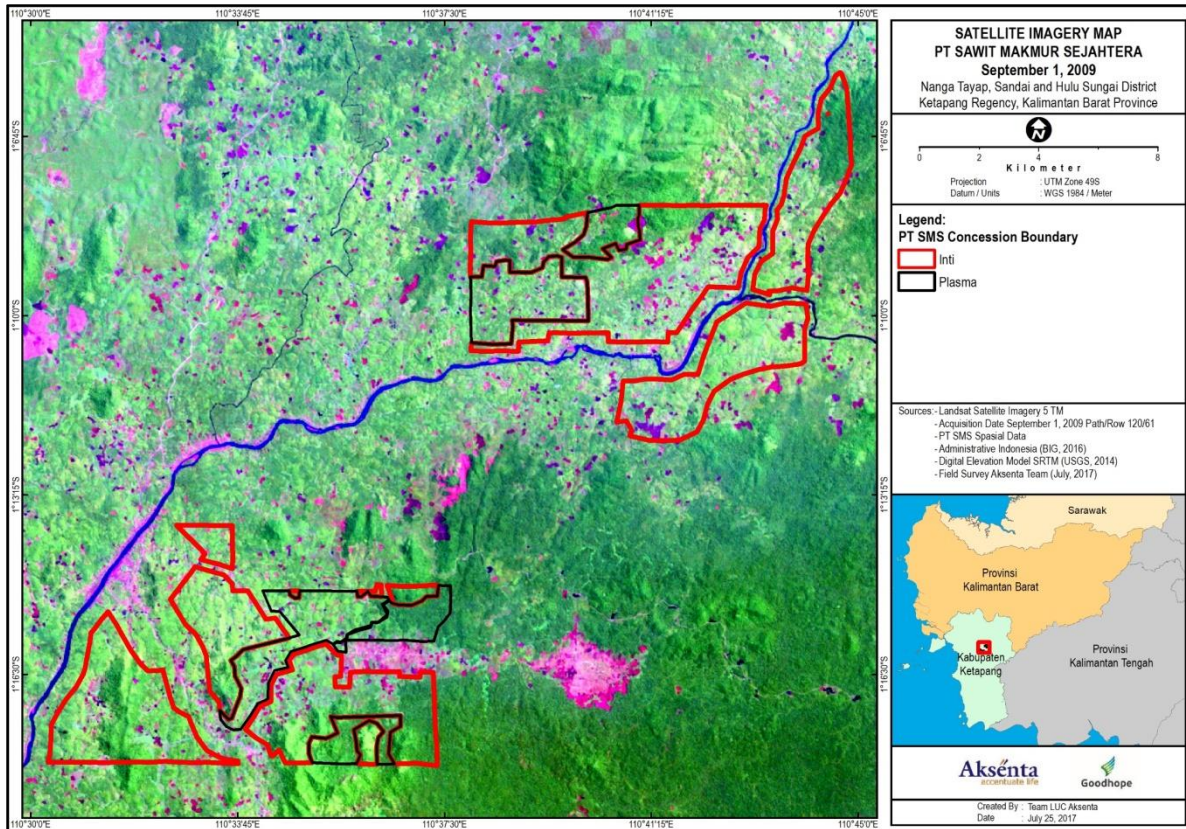 110°30'0"E 110°33'45"E 110°37'30"E 110°41'15"E 110°45'0"E
1°6'45"S 1°6'45"S
1°10'0"S 1°10'0"S
1°13'15"S 1°13'15"S
1°16'30"S 1°16'30"S
110°30'0"E 110°33'45"E 110°37'30"E 110°41'15"E 110°45'0"E
SATELLITE IMAGERY MAP
PT SAWIT MAKMUR SEJAHTERA
September 1, 2009
Nanga Tayap, Sandai and Hulu Sungai District
Ketapang Regency, Kalimantan Barat Province
N
0 2 4 8
Kilometer
Projection : UTM Zone 49S
Datum / Units : WGS 1984 / Meter
Legend:
PT SMS Concession Boundary
Inti
Plasma
Sources:- Landsat Satellite Imagery 5 TM
- Acquisition Date September 1, 2009 Path/Row 120/61
- PT SMS Spasial Data
- Administrative Indonesia (BIG, 2016)
- Digital Elevation Model SRTM (USGS, 2014)
- Field Survey Aksenta Team (July, 2017)
Sarawak
Provinsi
Kalimantan Barat
Kabupaten
Ketapang
Provinsi
Kalimantan Tengah
Aksénta
accentuate life
Goodhope
Created By : Team LUC Aksenta
Date : July 25, 2017